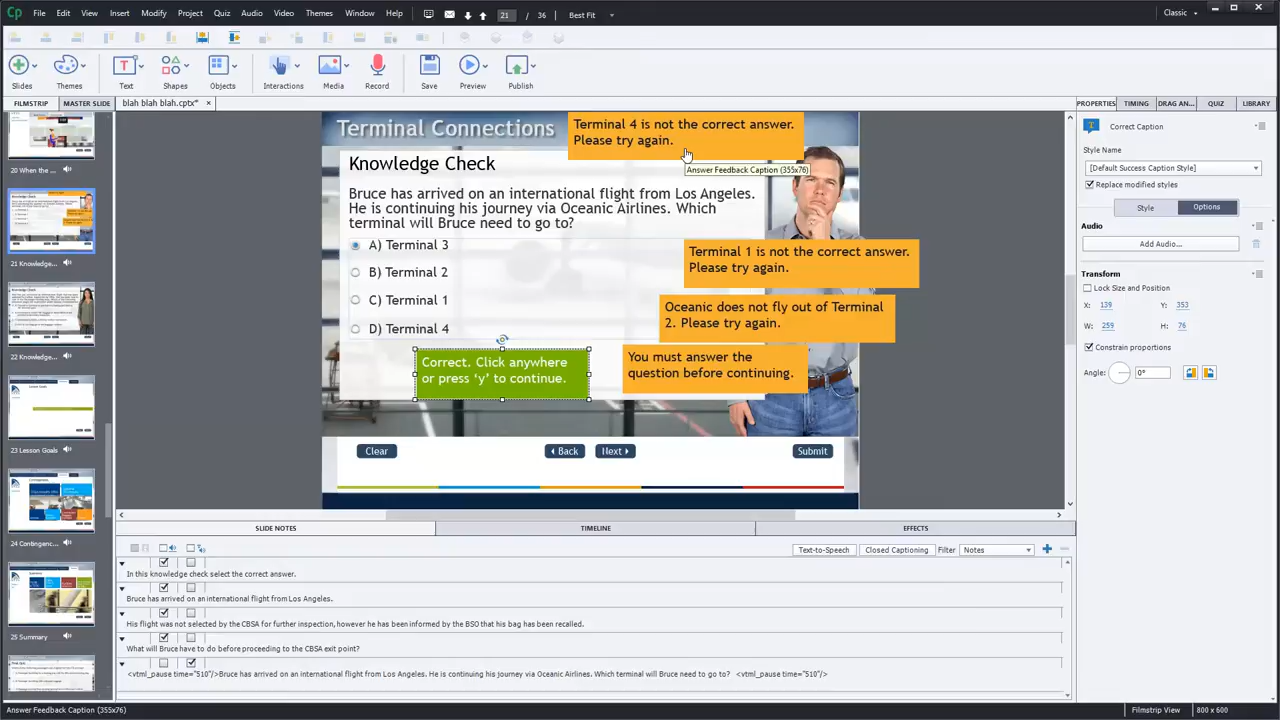 Cp
File Edit View Insert Modify Project Quiz Audio Video Themes Window Help
21 / 36 Best Fit
Classic
Slides Themes Text Shapes Objects Interactions Media Record Save Preview Publish
FILMSTRIP MASTER SLIDE blah blah blah.cptx* ×
PROPERTIES TIMING DRAG AN... QUIZ LIBRARY
20 When the ...
21 Knowledge...
22 Knowledge...
23 Lesson Goals
24 Contingenc...
25 Summary
Terminal Connections
Terminal 4 is not the correct answer.
Please try again.
Answer Feedback Caption (355x76)
Knowledge Check
Bruce has arrived on an international flight from Los Angeles.
He is continuing his journey via Oceanic Airlines. Which
terminal will Bruce need to go to?
A) Terminal 3
B) Terminal 2
C) Terminal 1
D) Terminal 4
Terminal 1 is not the correct answer.
Please try again.
Oceanic does not fly out of Terminal
2. Please try again.
Correct. Click anywhere
or press ‘y’ to continue.
You must answer the
question before continuing.
Clear Back Next Submit
Correct Caption
Style Name
[Default Success Caption Style]
Replace modified styles
Style Options
Audio
Add Audio...
Transform
Lock Size and Position
X: 139 Y: 353
W: 259 H: 76
Constrain proportions
Angle: 0°
SLIDE NOTES TIMELINE EFFECTS
Text-to-Speech Closed Captioning Filter Notes
In this knowledge check select the correct answer.
Bruce has arrived on an international flight from Los Angeles.
His flight was not selected by the CBSA for further inspection, however he has been informed by the BSO that his bag has been recalled.
What will Bruce have to do before proceeding to the CBSA exit point?
<vtml_pause time="510"/>Bruce has arrived on an international flight from Los Angeles. He is continuing his journey via Oceanic Airlines. Which terminal will Bruce need to go to?<vtml_pause time="510"/>
Answer Feedback Caption (355x76)
Filmstrip View 800 x 600